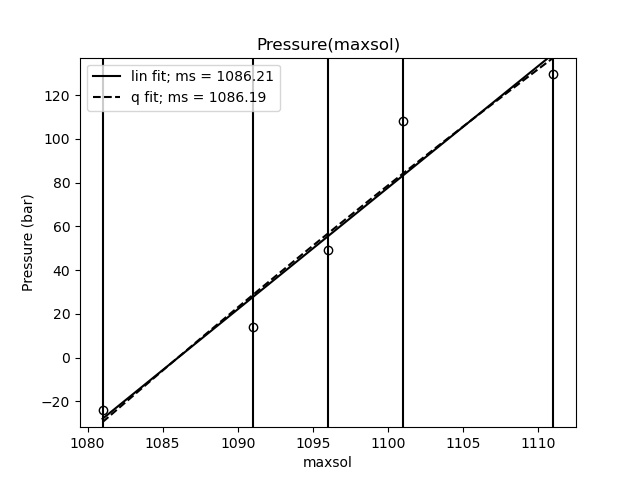 Pressure(maxsol)
lin fit; ms = 1086.21
q fit; ms = 1086.19
Pressure (bar)
120
100
80
60
40
20
0
−20
1080 1085 1090 1095 1100 1105 1110
maxsol